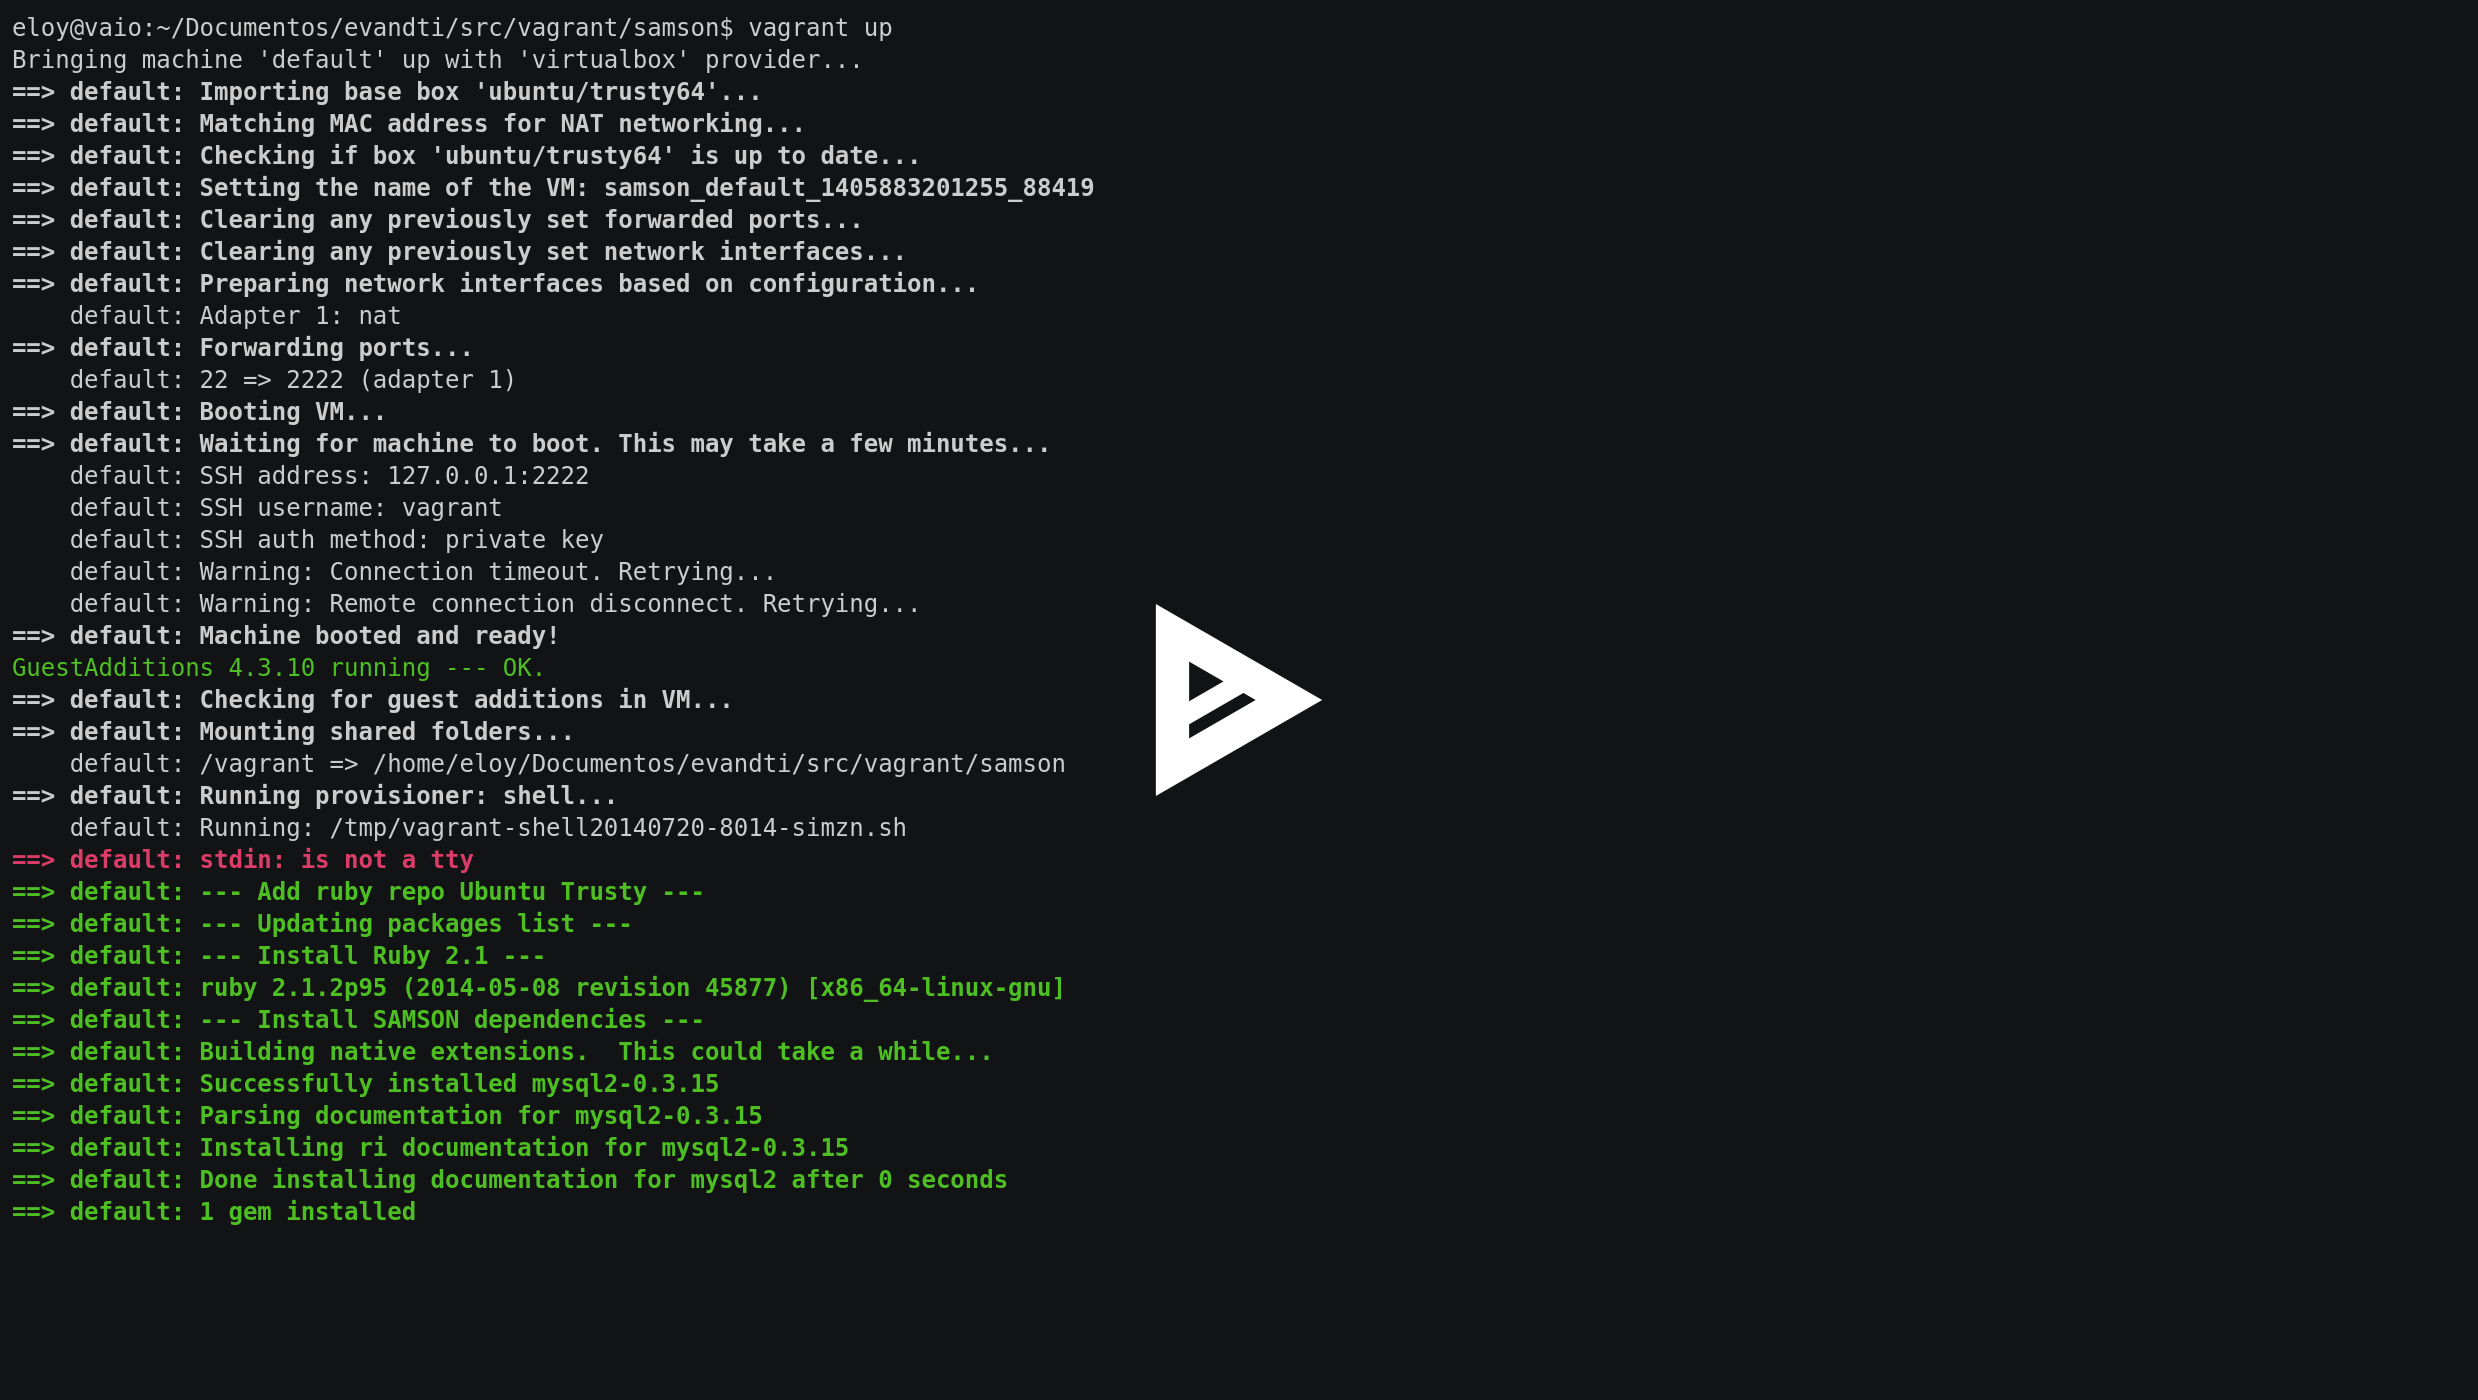 eloy@vaio:~/Documentos/evandti/src/vagrant/samson$ vagrant up
Bringing machine 'default' up with 'virtualbox' provider...
==> default: Importing base box 'ubuntu/trusty64'...
==> default: Matching MAC address for NAT networking...
==> default: Checking if box 'ubuntu/trusty64' is up to date...
==> default: Setting the name of the VM: samson_default_1405883201255_88419
==> default: Clearing any previously set forwarded ports...
==> default: Clearing any previously set network interfaces...
==> default: Preparing network interfaces based on configuration...
    default: Adapter 1: nat
==> default: Forwarding ports...
    default: 22 => 2222 (adapter 1)
==> default: Booting VM...
==> default: Waiting for machine to boot. This may take a few minutes...
    default: SSH address: 127.0.0.1:2222
    default: SSH username: vagrant
    default: SSH auth method: private key
    default: Warning: Connection timeout. Retrying...
    default: Warning: Remote connection disconnect. Retrying...
==> default: Machine booted and ready!
GuestAdditions 4.3.10 running --- OK.
==> default: Checking for guest additions in VM...
==> default: Mounting shared folders...
    default: /vagrant => /home/eloy/Documentos/evandti/src/vagrant/samson
==> default: Running provisioner: shell...
    default: Running: /tmp/vagrant-shell20140720-8014-simzn.sh
==> default: stdin: is not a tty
==> default: --- Add ruby repo Ubuntu Trusty ---
==> default: --- Updating packages list ---
==> default: --- Install Ruby 2.1 ---
==> default: ruby 2.1.2p95 (2014-05-08 revision 45877) [x86_64-linux-gnu]
==> default: --- Install SAMSON dependencies ---
==> default: Building native extensions.  This could take a while...
==> default: Successfully installed mysql2-0.3.15
==> default: Parsing documentation for mysql2-0.3.15
==> default: Installing ri documentation for mysql2-0.3.15
==> default: Done installing documentation for mysql2 after 0 seconds
==> default: 1 gem installed